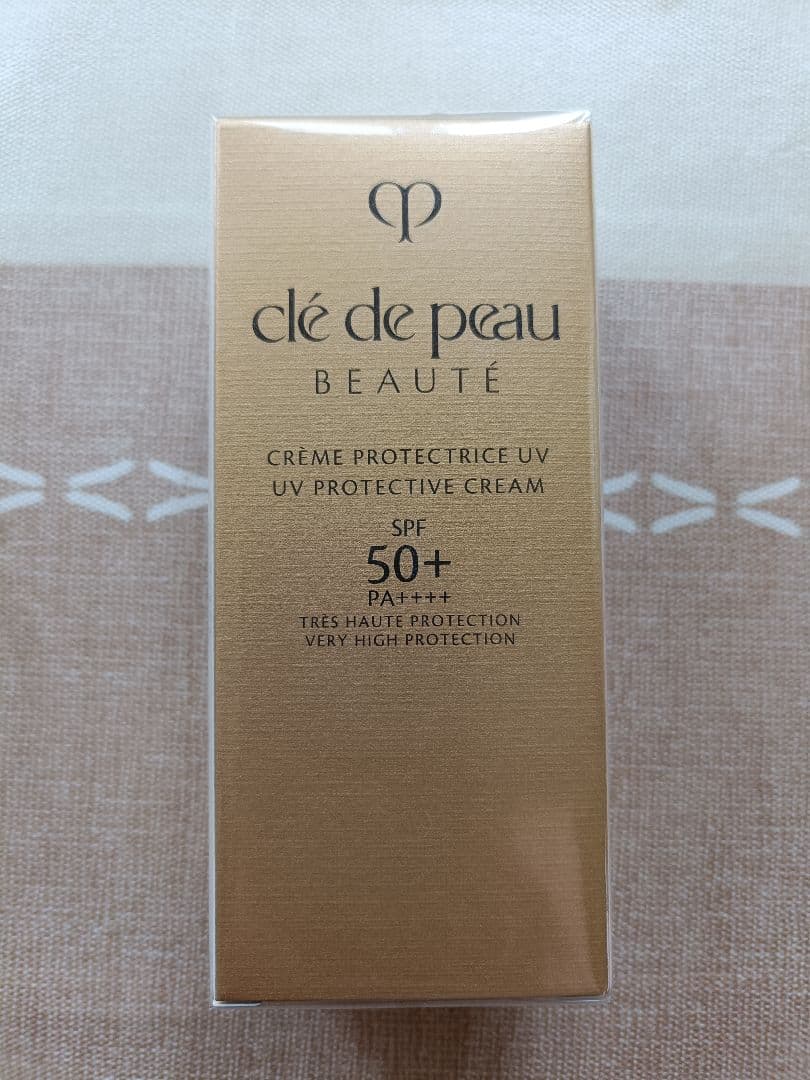 clé de peau
BEAUTÉ
CRÈME PROTECTRICE UV
UV PROTECTIVE CREAM
SPF
50+
PA++++
TRÈS HAUTE PROTECTION
VERY HIGH PROTECTION